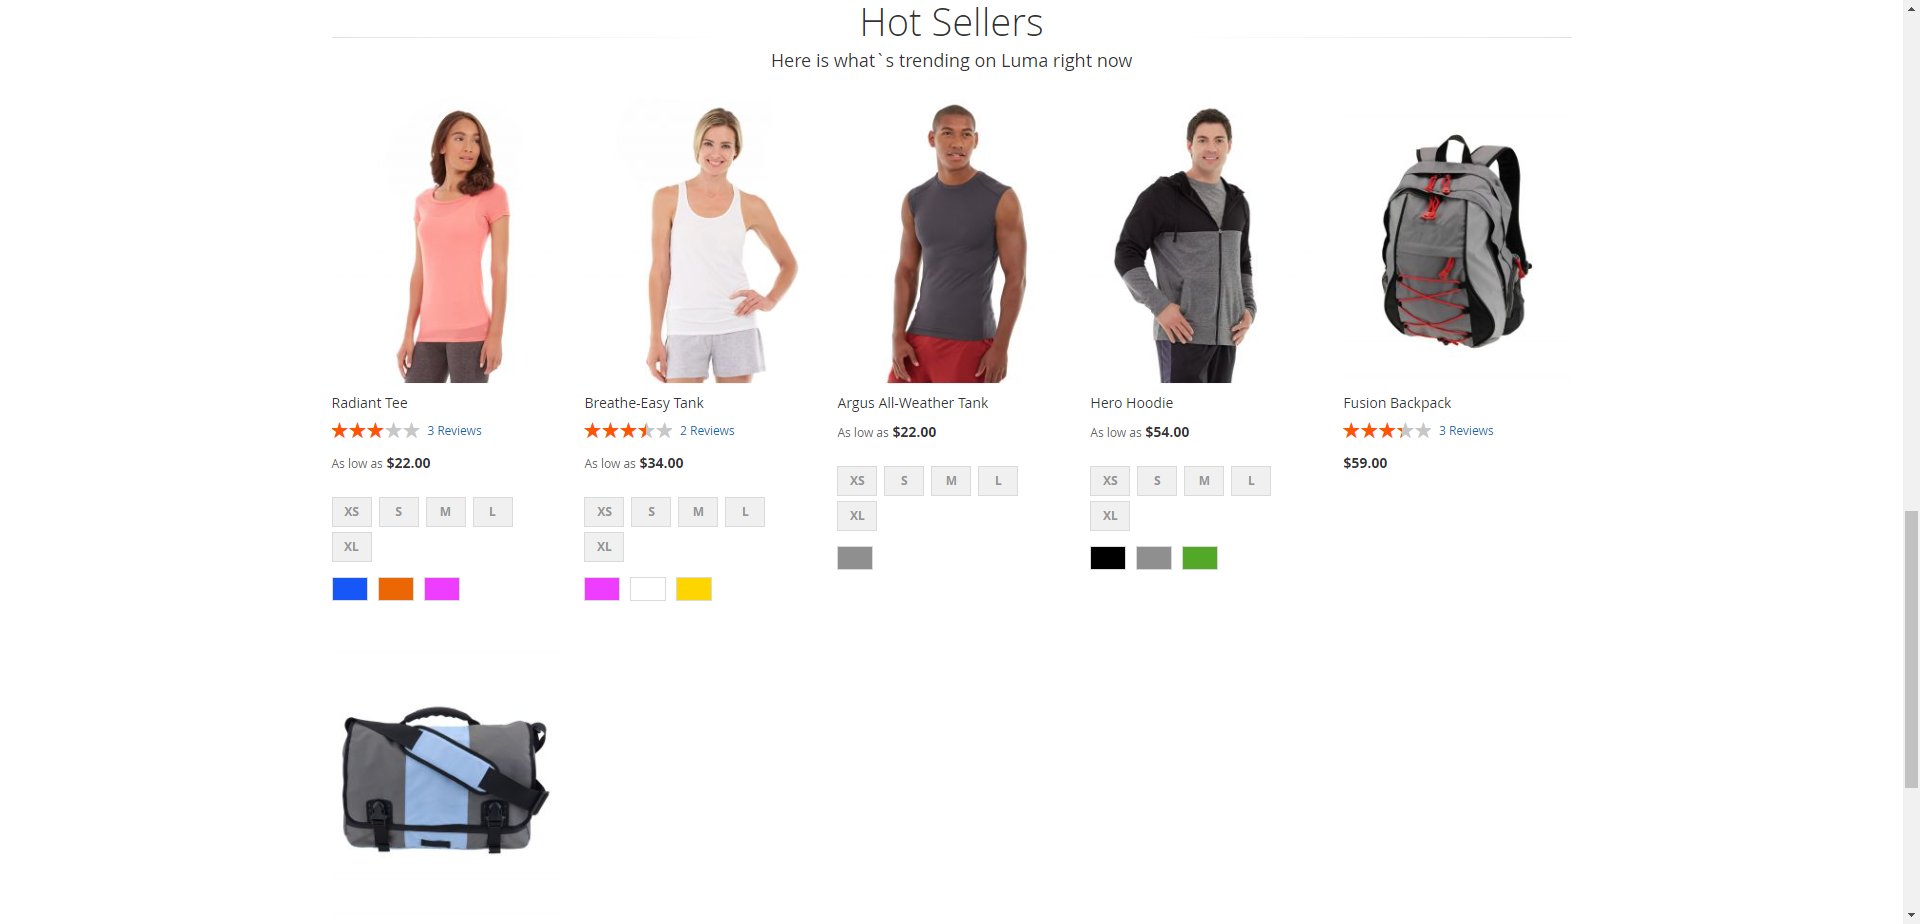 Hot Sellers
Here is what`s trending on Luma right now
Radiant Tee
3 Reviews
As low as $22.00
XS S M L
XL
Breathe-Easy Tank
2 Reviews
As low as $34.00
XS S M L
XL
Argus All-Weather Tank
As low as $22.00
XS S M L
XL
Hero Hoodie
As low as $54.00
XS S M L
XL
Fusion Backpack
3 Reviews
$59.00